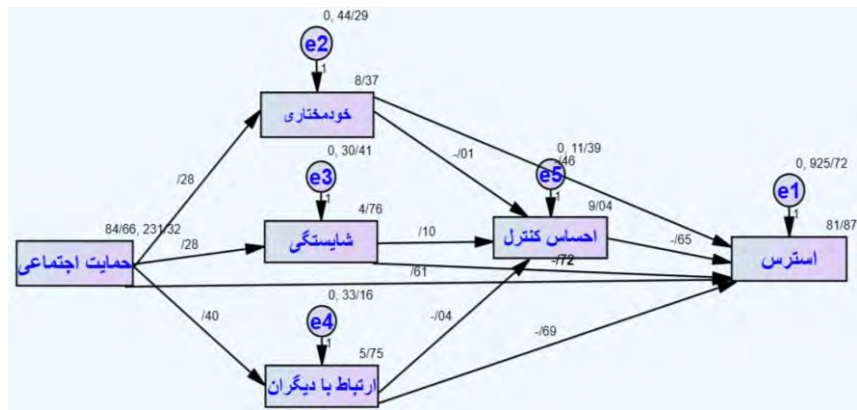 0, 44/29
e2
1
8/37
خودمختاری
-/01
0, 11/39
/46
/28
0, 30/41
e3
1
4/76
e5
1
9/04
0, 925/72
e1
1
81/87
84/66, 231/32
حمایت اجتماعی
/28
شایستگی
/10
احساس کنترل
-/65
استرس
-/72
/61
/40
0, 33/16
e4
1
-/04
-/69
5/75
ارتباط با دیگران